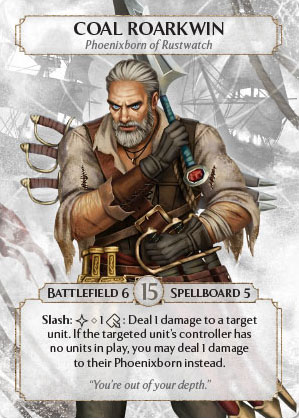 COAL ROARKWIN
Phoenixborn of Rustwatch
BATTLEFIELD 6 15 SPELLBOARD 5
Slash: 1 : Deal 1 damage to a target
unit. If the targeted unit's controller has
no units in play, you may deal 1 damage
to their Phoenixborn instead.
"You're out of your depth."